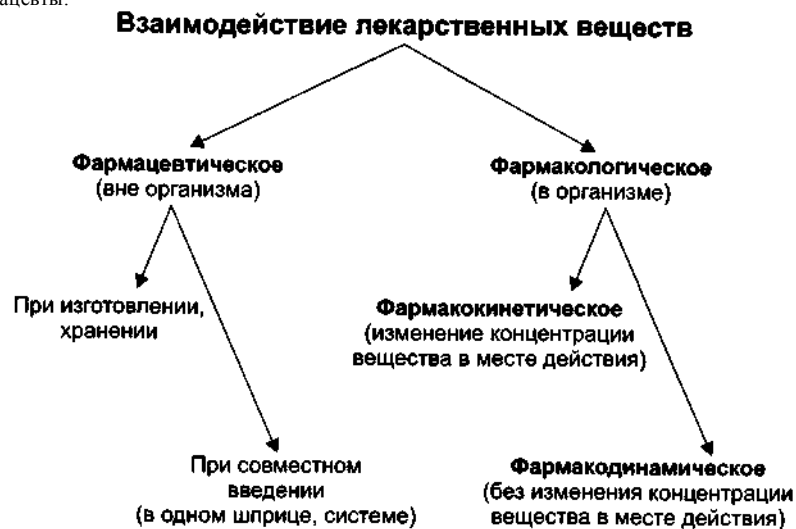 Взаимодействие лекарственных веществ
Фармацевтическое
(вне организма)
Фармакологическое
(в организме)
При изготовлении,
хранении
Фармакокинетическое
(изменение концентрации
вещества в месте действия)
При совместном
введении
(в одном шприце, системе)
Фармакодинамическое
(без изменения концентрации
вещества в месте действия)